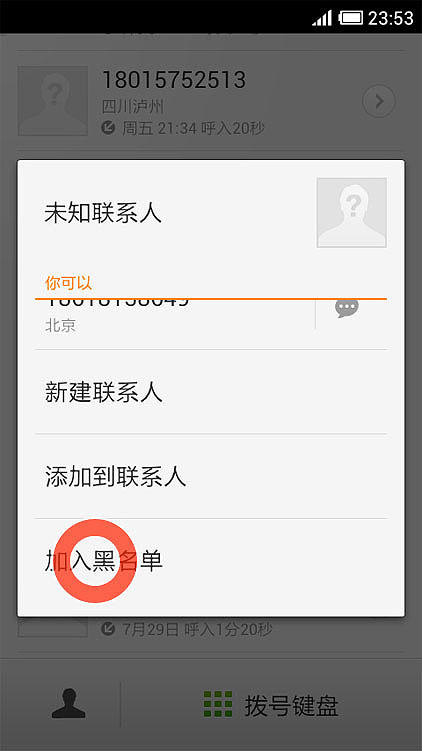 23:53
18015752513
四川泸州
周五 21:34 呼入20秒
未知联系人
你可以
北京
新建联系人
添加到联系人
加入黑名单
7月29日 呼入1分20秒
拨号键盘